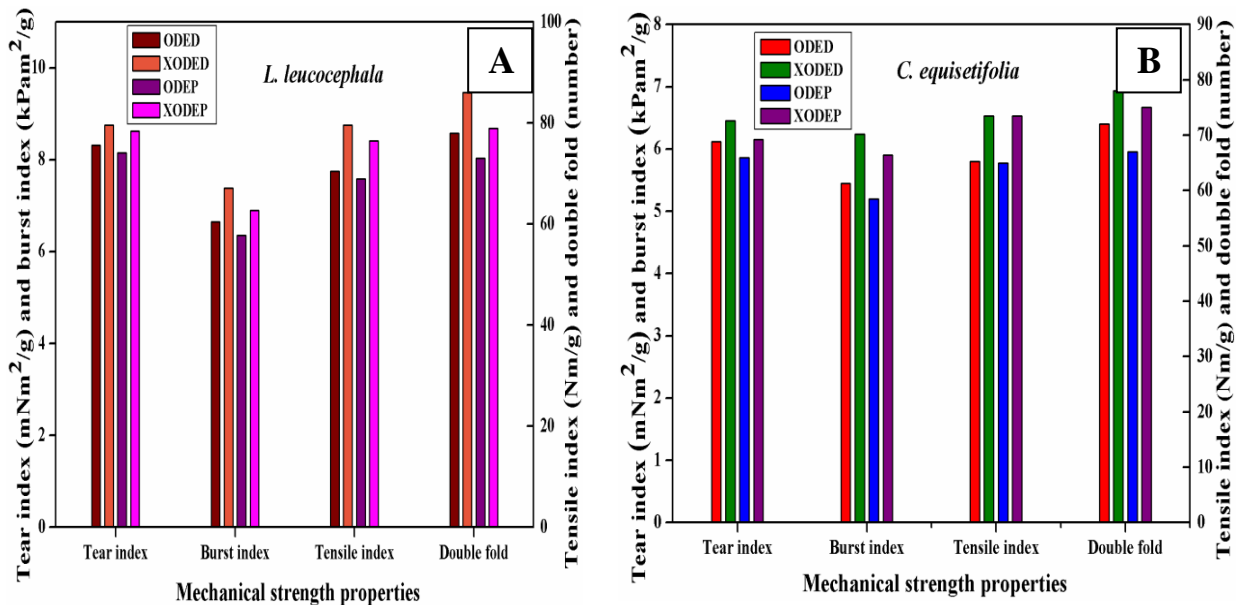 Tear index (mNm²/g) and burst index (kPam²/g)
10
8
6
4
2
0
ODED
XODED
ODEP
XODEP
L. leucocephala
A
100
80
60
40
20
0
Tensile index (Nm/g) and double fold (number)
Tear index
Burst index
Tensile index
Double fold
Mechanical strength properties
Tear index (mNm²/g) and burst index (kPam²/g)
8
7
6
5
4
3
2
1
0
ODED
XODED
ODEP
XODEP
C. equisetifolia
B
90
80
70
60
50
40
30
20
10
0
Tensile index (Nm/g) and double fold (number)
Tear index
Burst index
Tensile index
Double fold
Mechanical strength properties